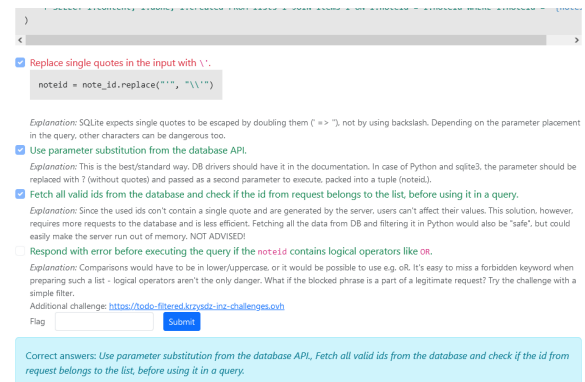 )
Replace single quotes in the input with \'.
noteid = note_id.replace("'", "\\'")
Explanation: SQLite expects single quotes to be escaped by doubling them (' => ''), not by using backslash. Depending on the parameter placement
in the query, other characters can be dangerous too.
Use parameter substitution from the database API.
Explanation: This is the best/standard way. DB drivers should have it in the documentation. In case of Python and sqlite3, the parameter should be
replaced with ? (without quotes) and passed as a second parameter to execute, packed into a tuple (noteid,).
Fetch all valid ids from the database and check if the id from request belongs to the list, before using it in a query.
Explanation: Since the used ids con't contain a single quote and are generated by the server, users can't affect their values. This solution, however,
requires more requests to the database and is less efficient. Fetching all the data from DB and filtering it in Python would also be "safe", but could
easily make the server run out of memory. NOT ADVISED!
Respond with error before executing the query if the noteid contains logical operators like OR.
Explanation: Comparisons would have to be in lower/uppercase, or it would be possible to use e.g. oR. It's easy to miss a forbidden keyword when
preparing such a list - logical operators aren't the only danger. What if the blocked phrase is a part of a legitimate request? Try the challenge with a
simple filter.
Additional challenge: https://todo-filtered.krzysdz-inz-challenges.ovh
Flag Submit
Correct answers: Use parameter substitution from the database API., Fetch all valid ids from the database and check if the id from
request belongs to the list, before using it in a query.